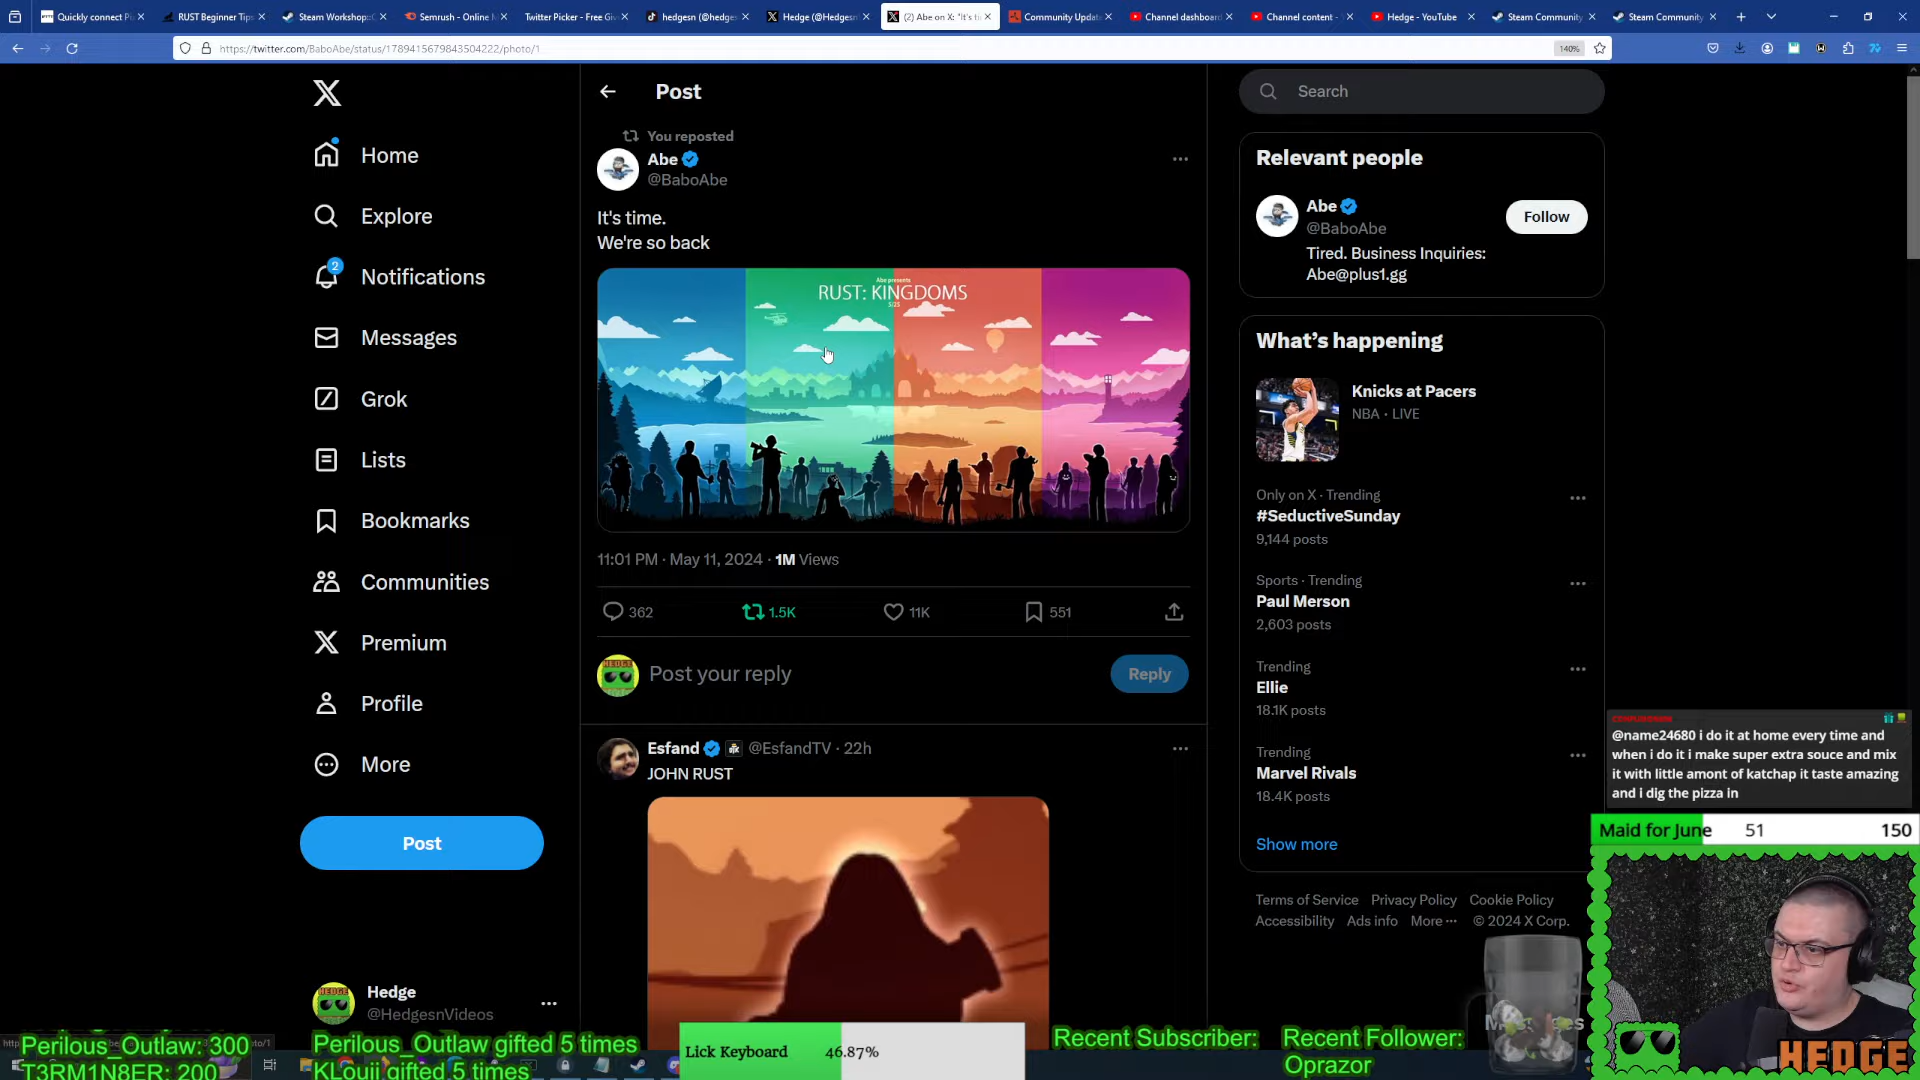 Quickly connect Pi
RUST Beginner Tips
Steam Workshop::
Semrush - Online
Twitter Picker - Free Giv
hedgesn (@hedges
Hedge (@Hedges
(2) Abe on X: "It's t
Community Update
Channel dashboard
Channel content - Y
Hedge - YouTube
Steam Community
Steam Community
https://twitter.com/BaboAbe/status/1789415679843504222/photo/1
140%
Home
Explore
2
Notifications
Messages
Grok
Lists
Bookmarks
Communities
Premium
Profile
More
Post
Hedge
@HedgesnVideos
Post
You reposted
Abe
@BaboAbe
It's time.
We're so back
Abe presents
RUST: KINGDOMS
5/25
11:01 PM · May 11, 2024 · 1M Views
362
1.5K
11K
551
Post your reply
Reply
Esfand @EsfandTV · 22h
JOHN RUST
Search
Relevant people
Abe
@BaboAbe
Follow
Tired. Business Inquiries:
Abe@plus1.gg
What's happening
Knicks at Pacers
NBA · LIVE
Only on X · Trending
#SeductiveSunday
9,144 posts
Sports · Trending
Paul Merson
2,603 posts
Trending
Ellie
18.1K posts
Trending
Marvel Rivals
18.4K posts
Show more
Terms of Service Privacy Policy Cookie Policy
Accessibility Ads info More ··· © 2024 X Corp.
@name24680 i do it at home every time and
when i do it i make super extra souce and mix
it with little amont of katchap it taste amazing
and i dig the pizza in
Maid for June 51 150
HEDGE
Perilous_Outlaw: 300
T3RM1N8ER: 200
Perilous_Outlaw gifted 5 times
KLouii gifted 5 times
Lick Keyboard 46.87%
Recent Subscriber:
Recent Follower:
Oprazor